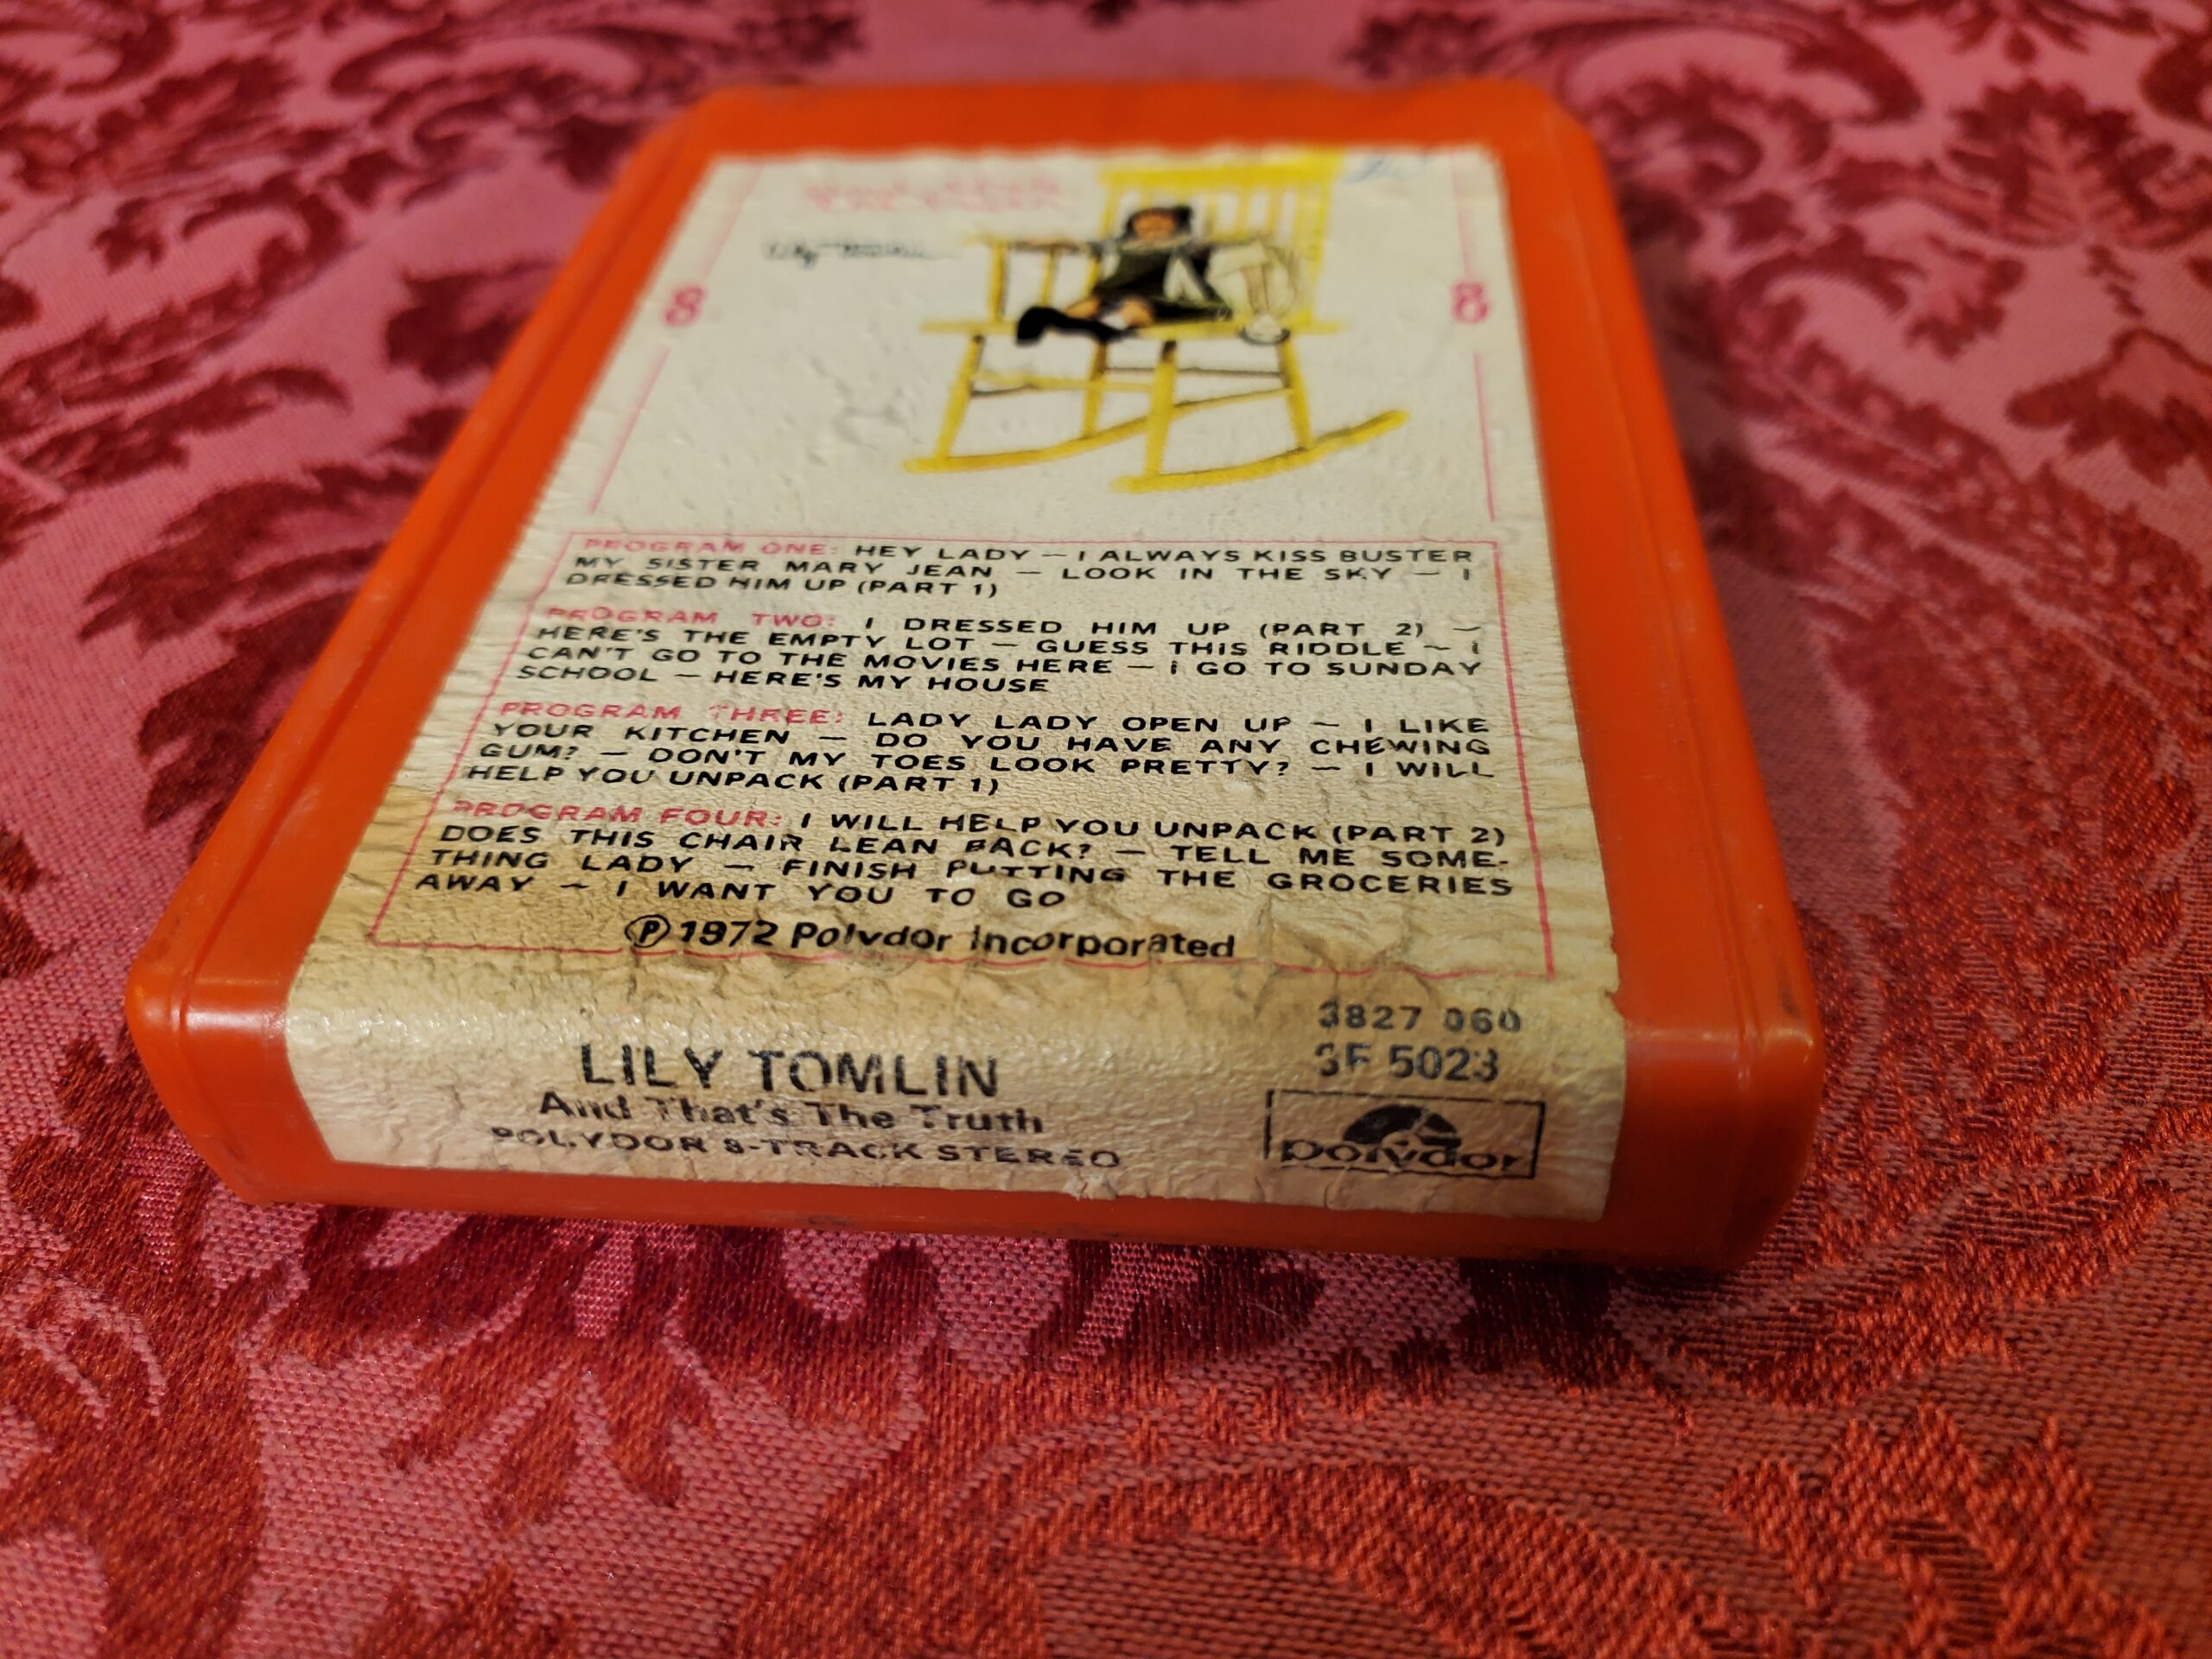 8 8
PROGRAM ONE: HEY LADY — I ALWAYS KISS BUSTER
MY SISTER MARY JEAN — LOOK IN THE SKY — I
DRESSED HIM UP (PART 1)
PROGRAM TWO: I DRESSED HIM UP (PART 2) —
HERE'S THE EMPTY LOT — GUESS THIS RIDDLE — I
CAN'T GO TO THE MOVIES HERE — I GO TO SUNDAY
SCHOOL — HERE'S MY HOUSE
PROGRAM THREE: LADY LADY OPEN UP — I LIKE
YOUR KITCHEN — DO YOU HAVE ANY CHEWING
GUM? — DON'T MY TOES LOOK PRETTY? — I WILL
HELP YOU UNPACK (PART 1)
PROGRAM FOUR: I WILL HELP YOU UNPACK (PART 2)
DOES THIS CHAIR LEAN BACK? — TELL ME SOME-
THING LADY — FINISH PUTTING THE GROCERIES
AWAY — I WANT YOU TO GO
℗ 1972 Polydor Incorporated
3827 060
LILY TOMLIN
And That's The Truth
POLYDOR 8-TRACK STEREO
5023
polydor